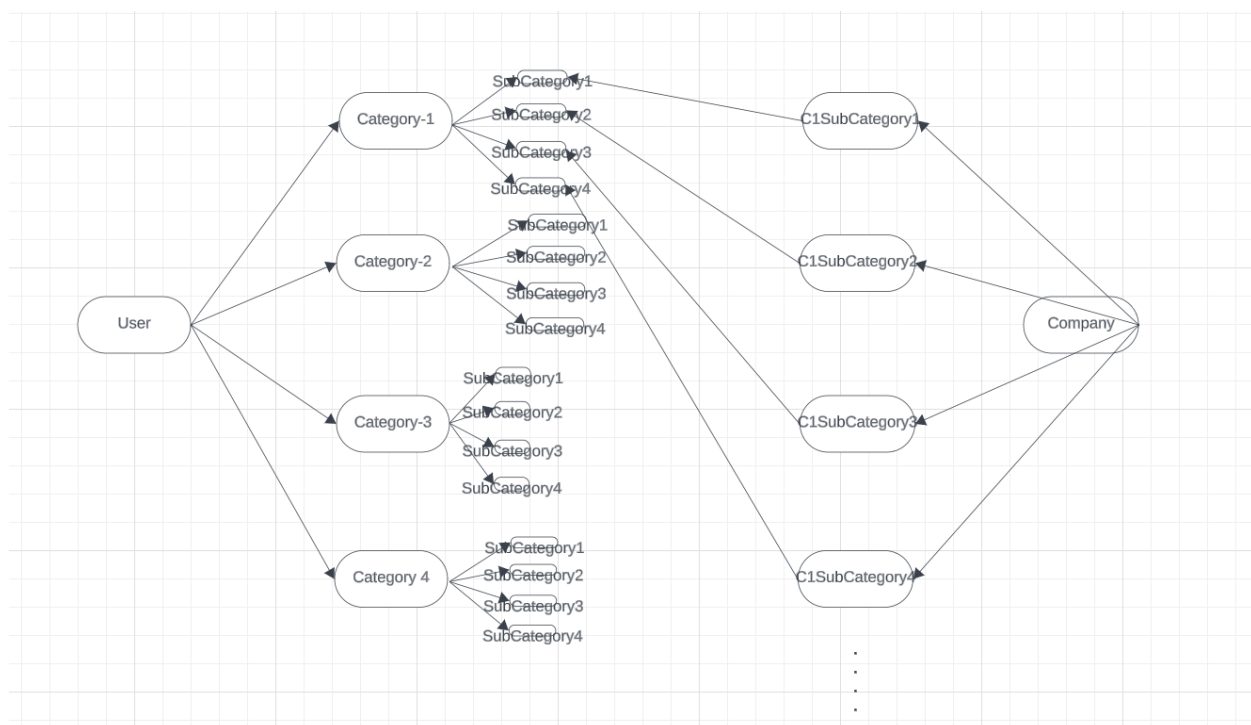 User
Category-1
SubCategory1
SubCategory2
SubCategory3
SubCategory4
Category-2
SubCategory1
SubCategory2
SubCategory3
SubCategory4
Category-3
SubCategory1
SubCategory2
SubCategory3
SubCategory4
Category 4
SubCategory1
SubCategory2
SubCategory3
SubCategory4
C1SubCategory1
C1SubCategory2
C1SubCategory3
C1SubCategory4
Company